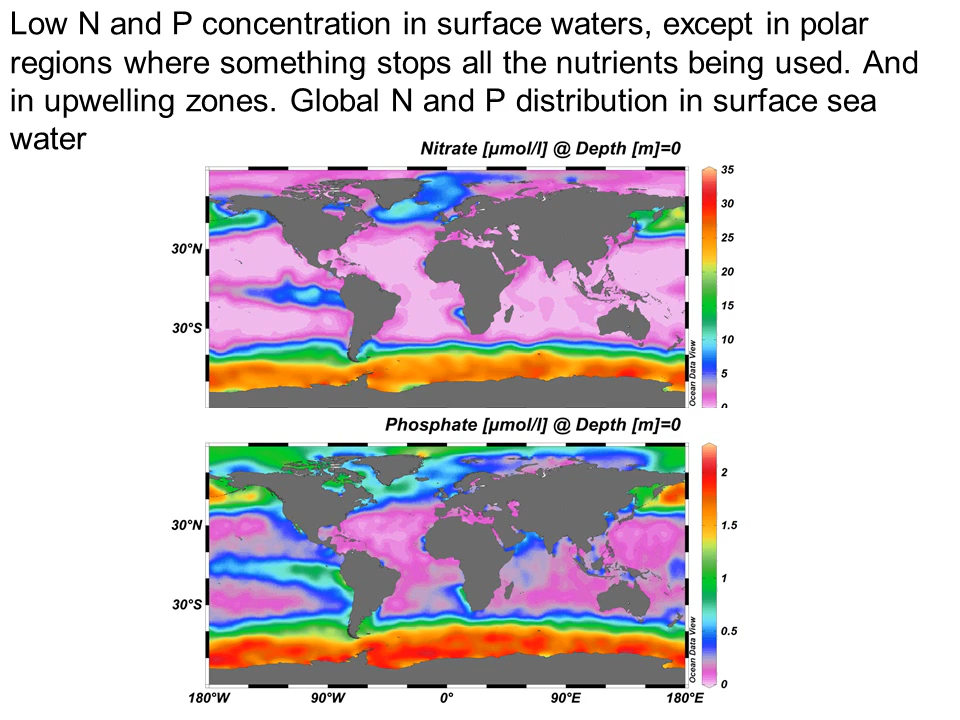 Low N and P concentration in surface waters, except in polar
regions where something stops all the nutrients being used. And
in upwelling zones. Global N and P distribution in surface sea
water
Nitrate [µmol/l] @ Depth [m]=0
35
30
25
20
15
10
5
0
30°N
30°S
Ocean Data View
Phosphate [µmol/l] @ Depth [m]=0
2
1.5
1
0.5
0
30°N
30°S
Ocean Data View
180°W 90°W 0° 90°E 180°E